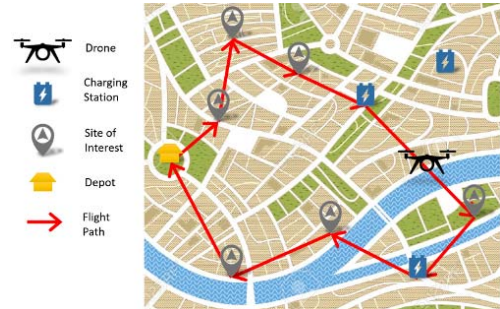 Drone
Charging
Station
Site of
Interest
Depot
Flight
Path